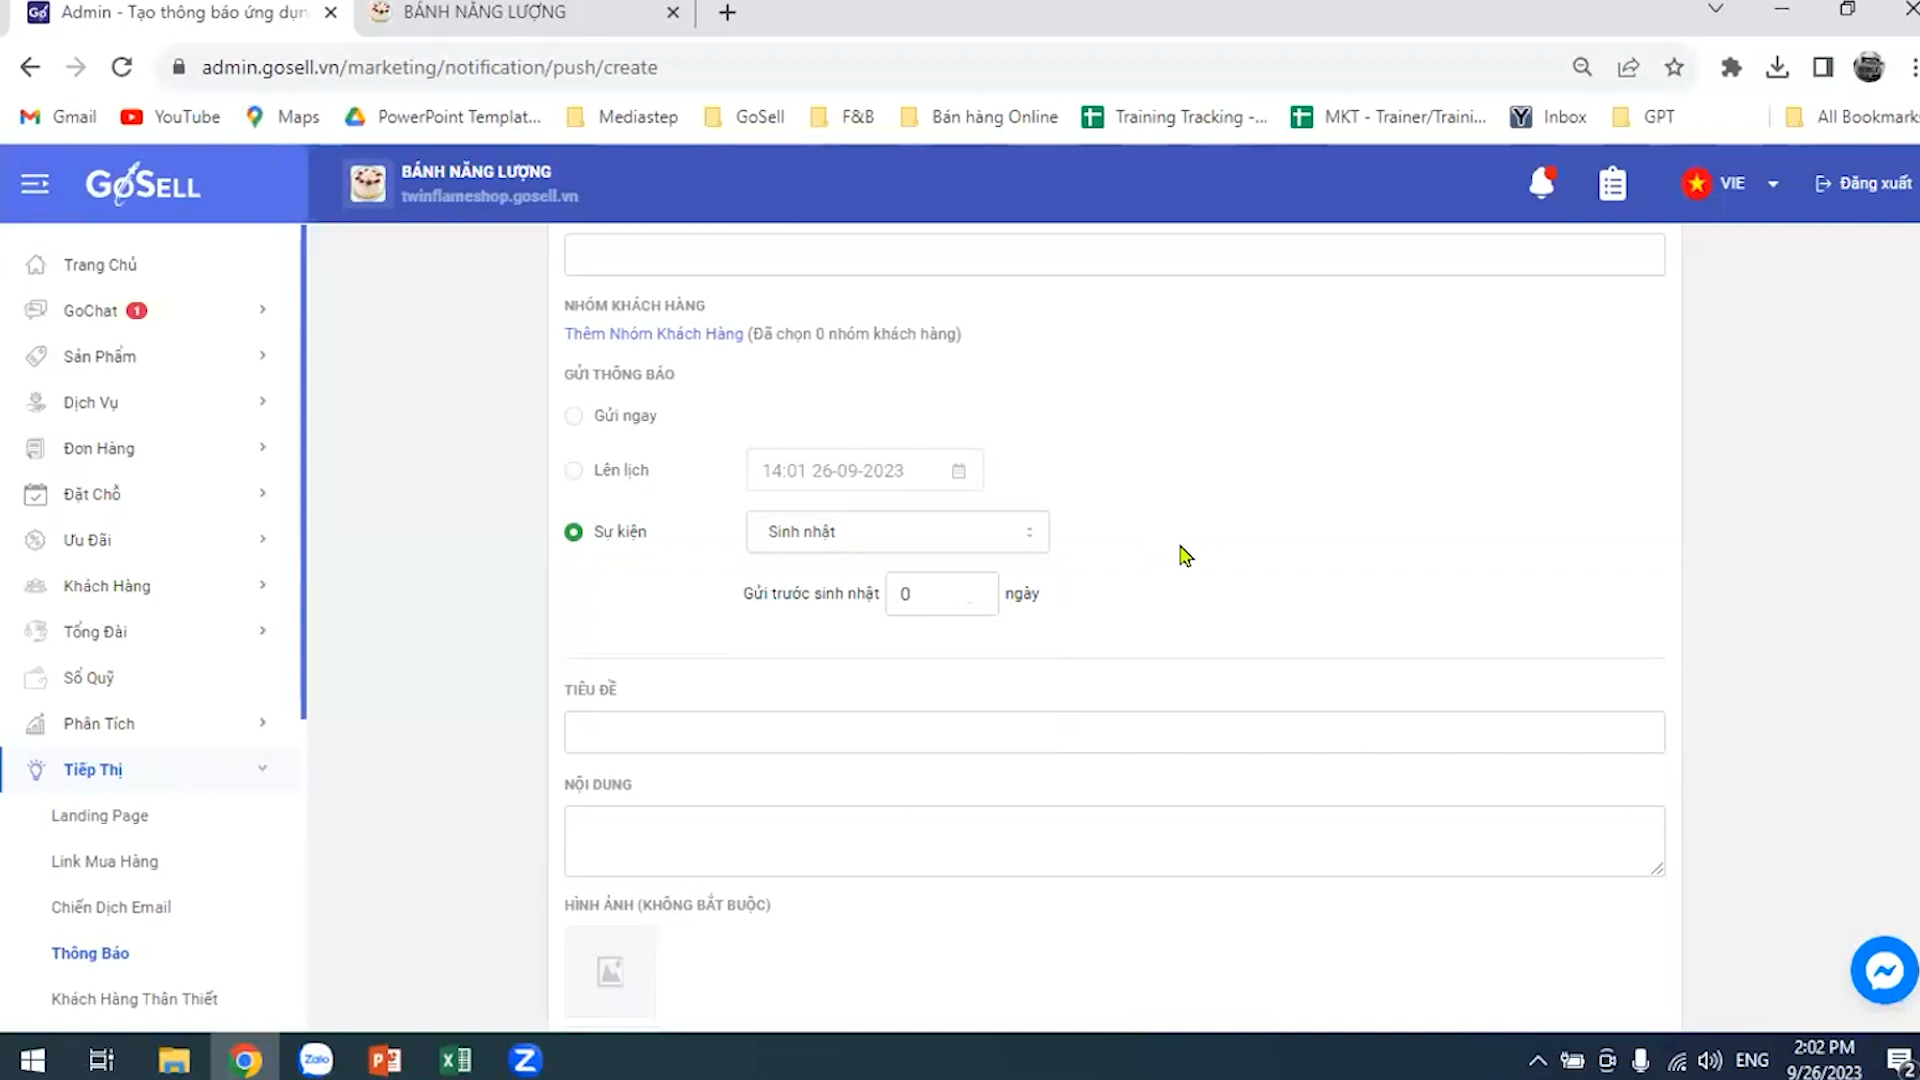 Admin - Tạo thông báo ứng dụn
BÁNH NĂNG LƯỢNG
admin.gosell.vn/marketing/notification/push/create
Gmail
YouTube
Maps
PowerPoint Templat...
Mediastep
GoSell
F&B
Bán hàng Online
Training Tracking -...
MKT - Trainer/Traini...
Inbox
GPT
All Bookmarks
GoSELL
BÁNH NĂNG LƯỢNG
twinflameshop.gosell.vn
VIE
Đăng xuất
Trang Chủ
GoChat 1
Sản Phẩm
Dịch Vụ
Đơn Hàng
Đặt Chỗ
Ưu Đãi
Khách Hàng
Tổng Đài
Sổ Quỹ
Phân Tích
Tiếp Thị
Landing Page
Link Mua Hàng
Chiến Dịch Email
Thông Báo
Khách Hàng Thân Thiết
NHÓM KHÁCH HÀNG
Thêm Nhóm Khách Hàng (Đã chọn 0 nhóm khách hàng)
GỬI THÔNG BÁO
Gửi ngay
Lên lịch
14:01 26-09-2023
Sự kiện
Sinh nhật
Gửi trước sinh nhật 0 ngày
TIÊU ĐỀ
NỘI DUNG
HÌNH ẢNH (KHÔNG BẮT BUỘC)
Zalo
ENG
2:02 PM
9/26/2023
2